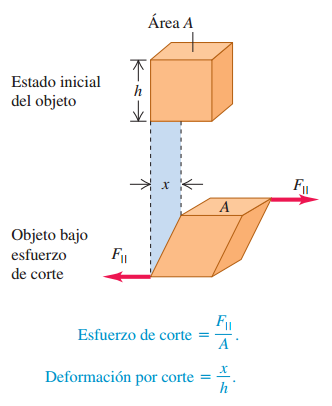 Área A
Estado inicial
del objeto
h
x
F||
A
Objeto bajo
esfuerzo
de corte
F||
Esfuerzo de corte = F|| / A.
Deformación por corte = x / h.